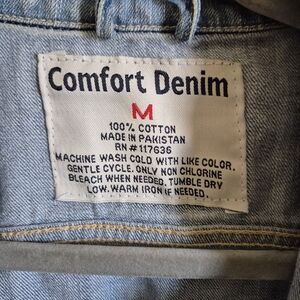 Comfort Denim
M
100% COTTON
MADE IN PAKISTAN
RN#117636
MACHINE WASH COLD WITH LIKE COLOR.
GENTLE CYCLE. ONLY NON CHLORINE
BLEACH WHEN NEEDED. TUMBLE DRY
LOW. WARM IRON IF NEEDED.